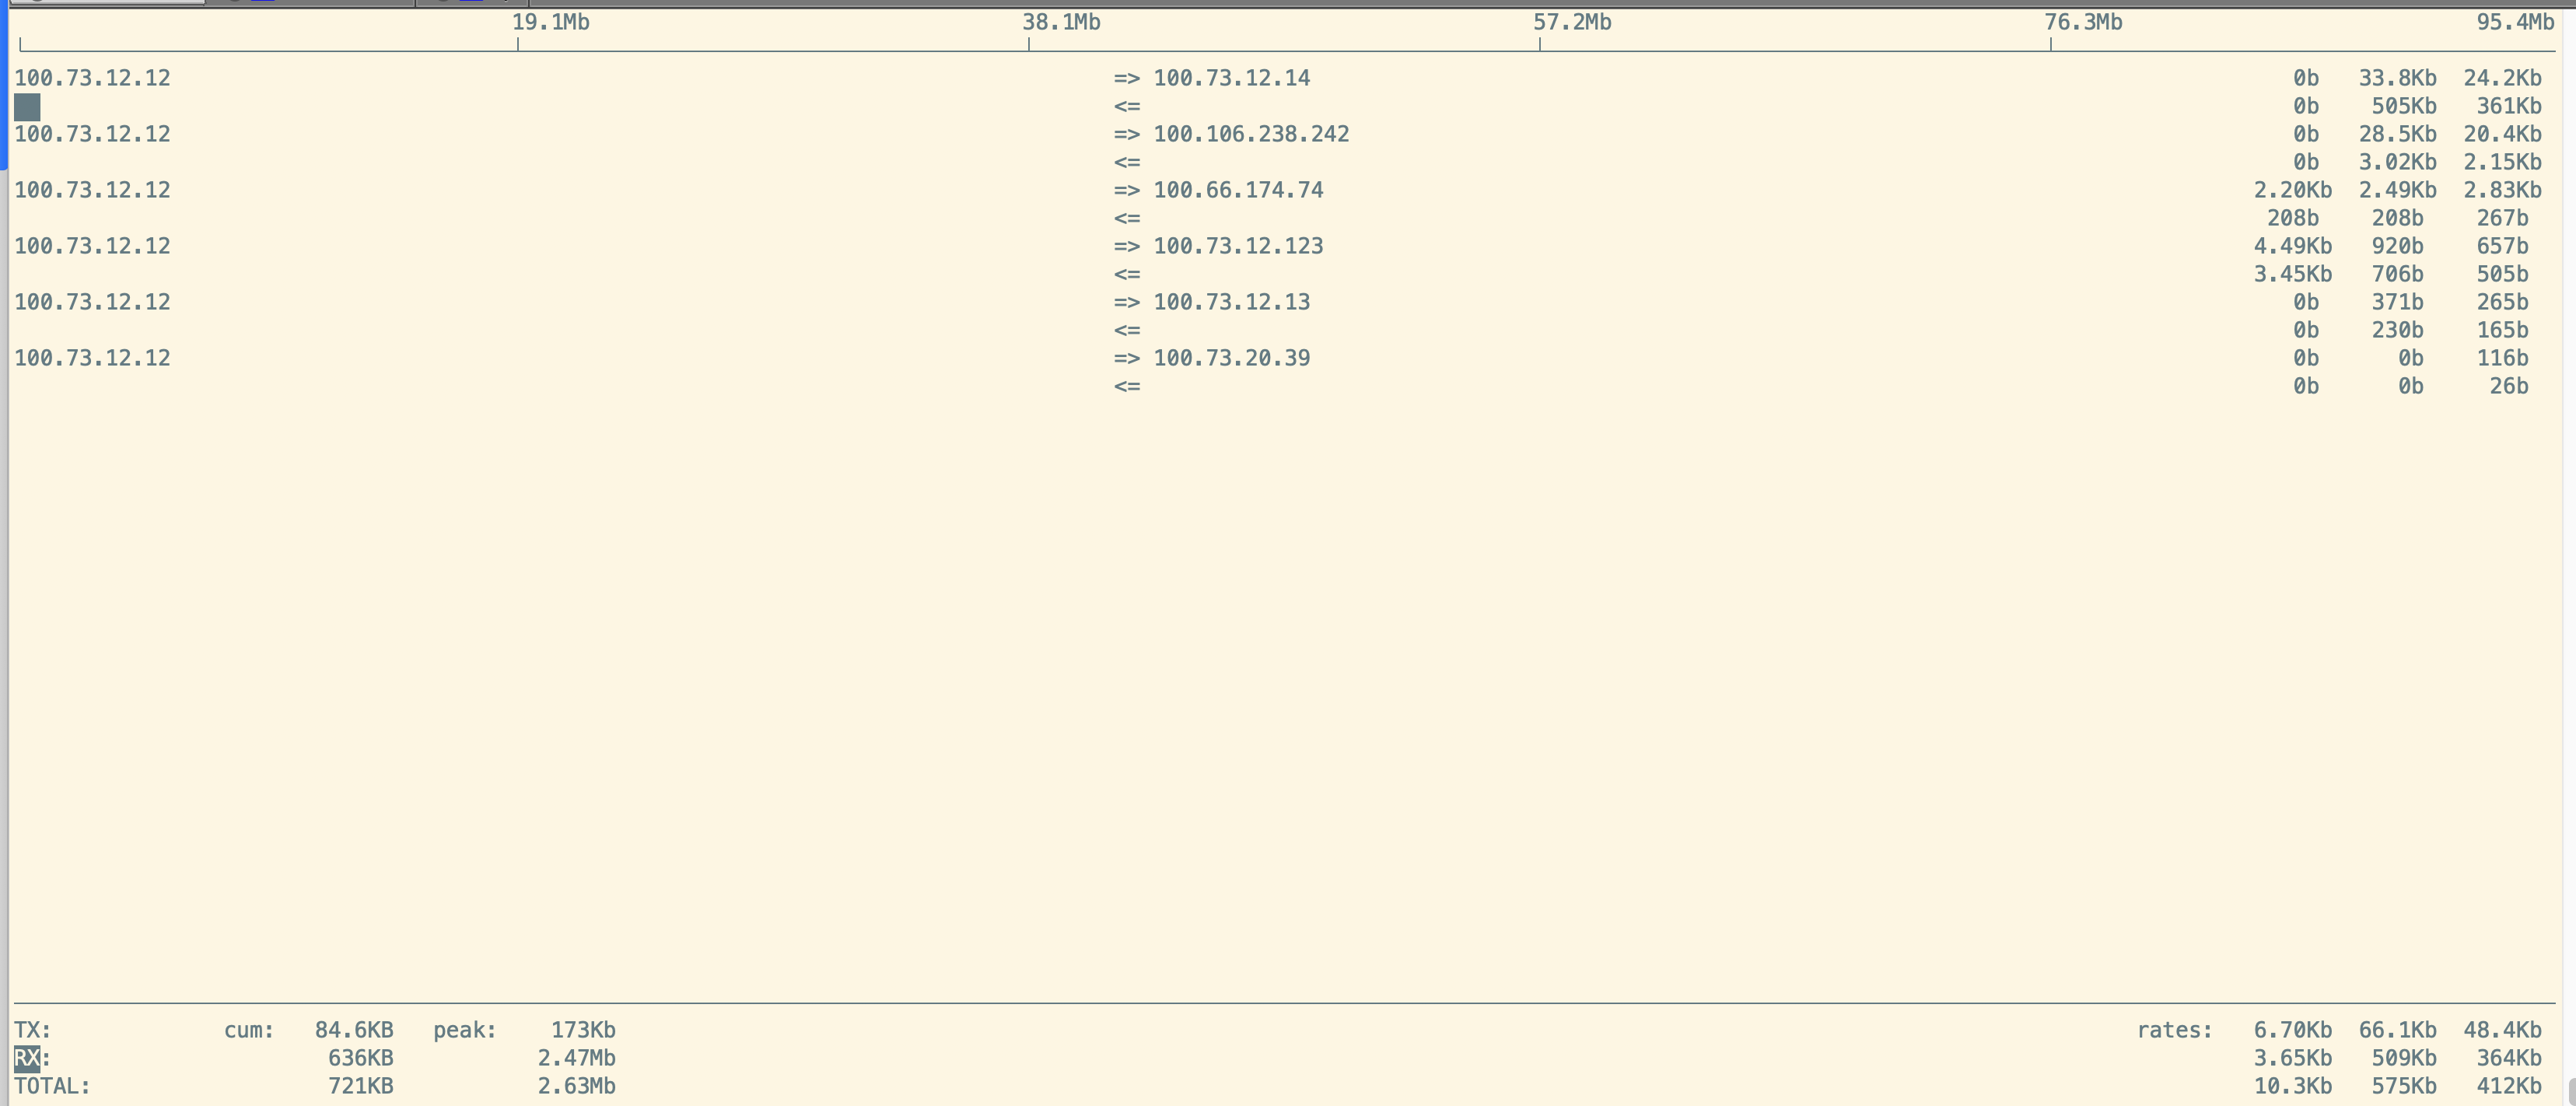 19.1Mb 38.1Mb 57.2Mb 76.3Mb 95.4Mb
100.73.12.12 => 100.73.12.14 0b 33.8Kb 24.2Kb
<= 0b 505Kb 361Kb
100.73.12.12 => 100.106.238.242 0b 28.5Kb 20.4Kb
<= 0b 3.02Kb 2.15Kb
100.73.12.12 => 100.66.174.74 2.20Kb 2.49Kb 2.83Kb
<= 208b 208b 267b
100.73.12.12 => 100.73.12.123 4.49Kb 920b 657b
<= 3.45Kb 706b 505b
100.73.12.12 => 100.73.12.13 0b 371b 265b
<= 0b 230b 165b
100.73.12.12 => 100.73.20.39 0b 0b 116b
<= 0b 0b 26b
TX: cum: 84.6KB peak: 173Kb rates: 6.70Kb 66.1Kb 48.4Kb
RX: 636KB 2.47Mb 3.65Kb 509Kb 364Kb
TOTAL: 721KB 2.63Mb 10.3Kb 575Kb 412Kb